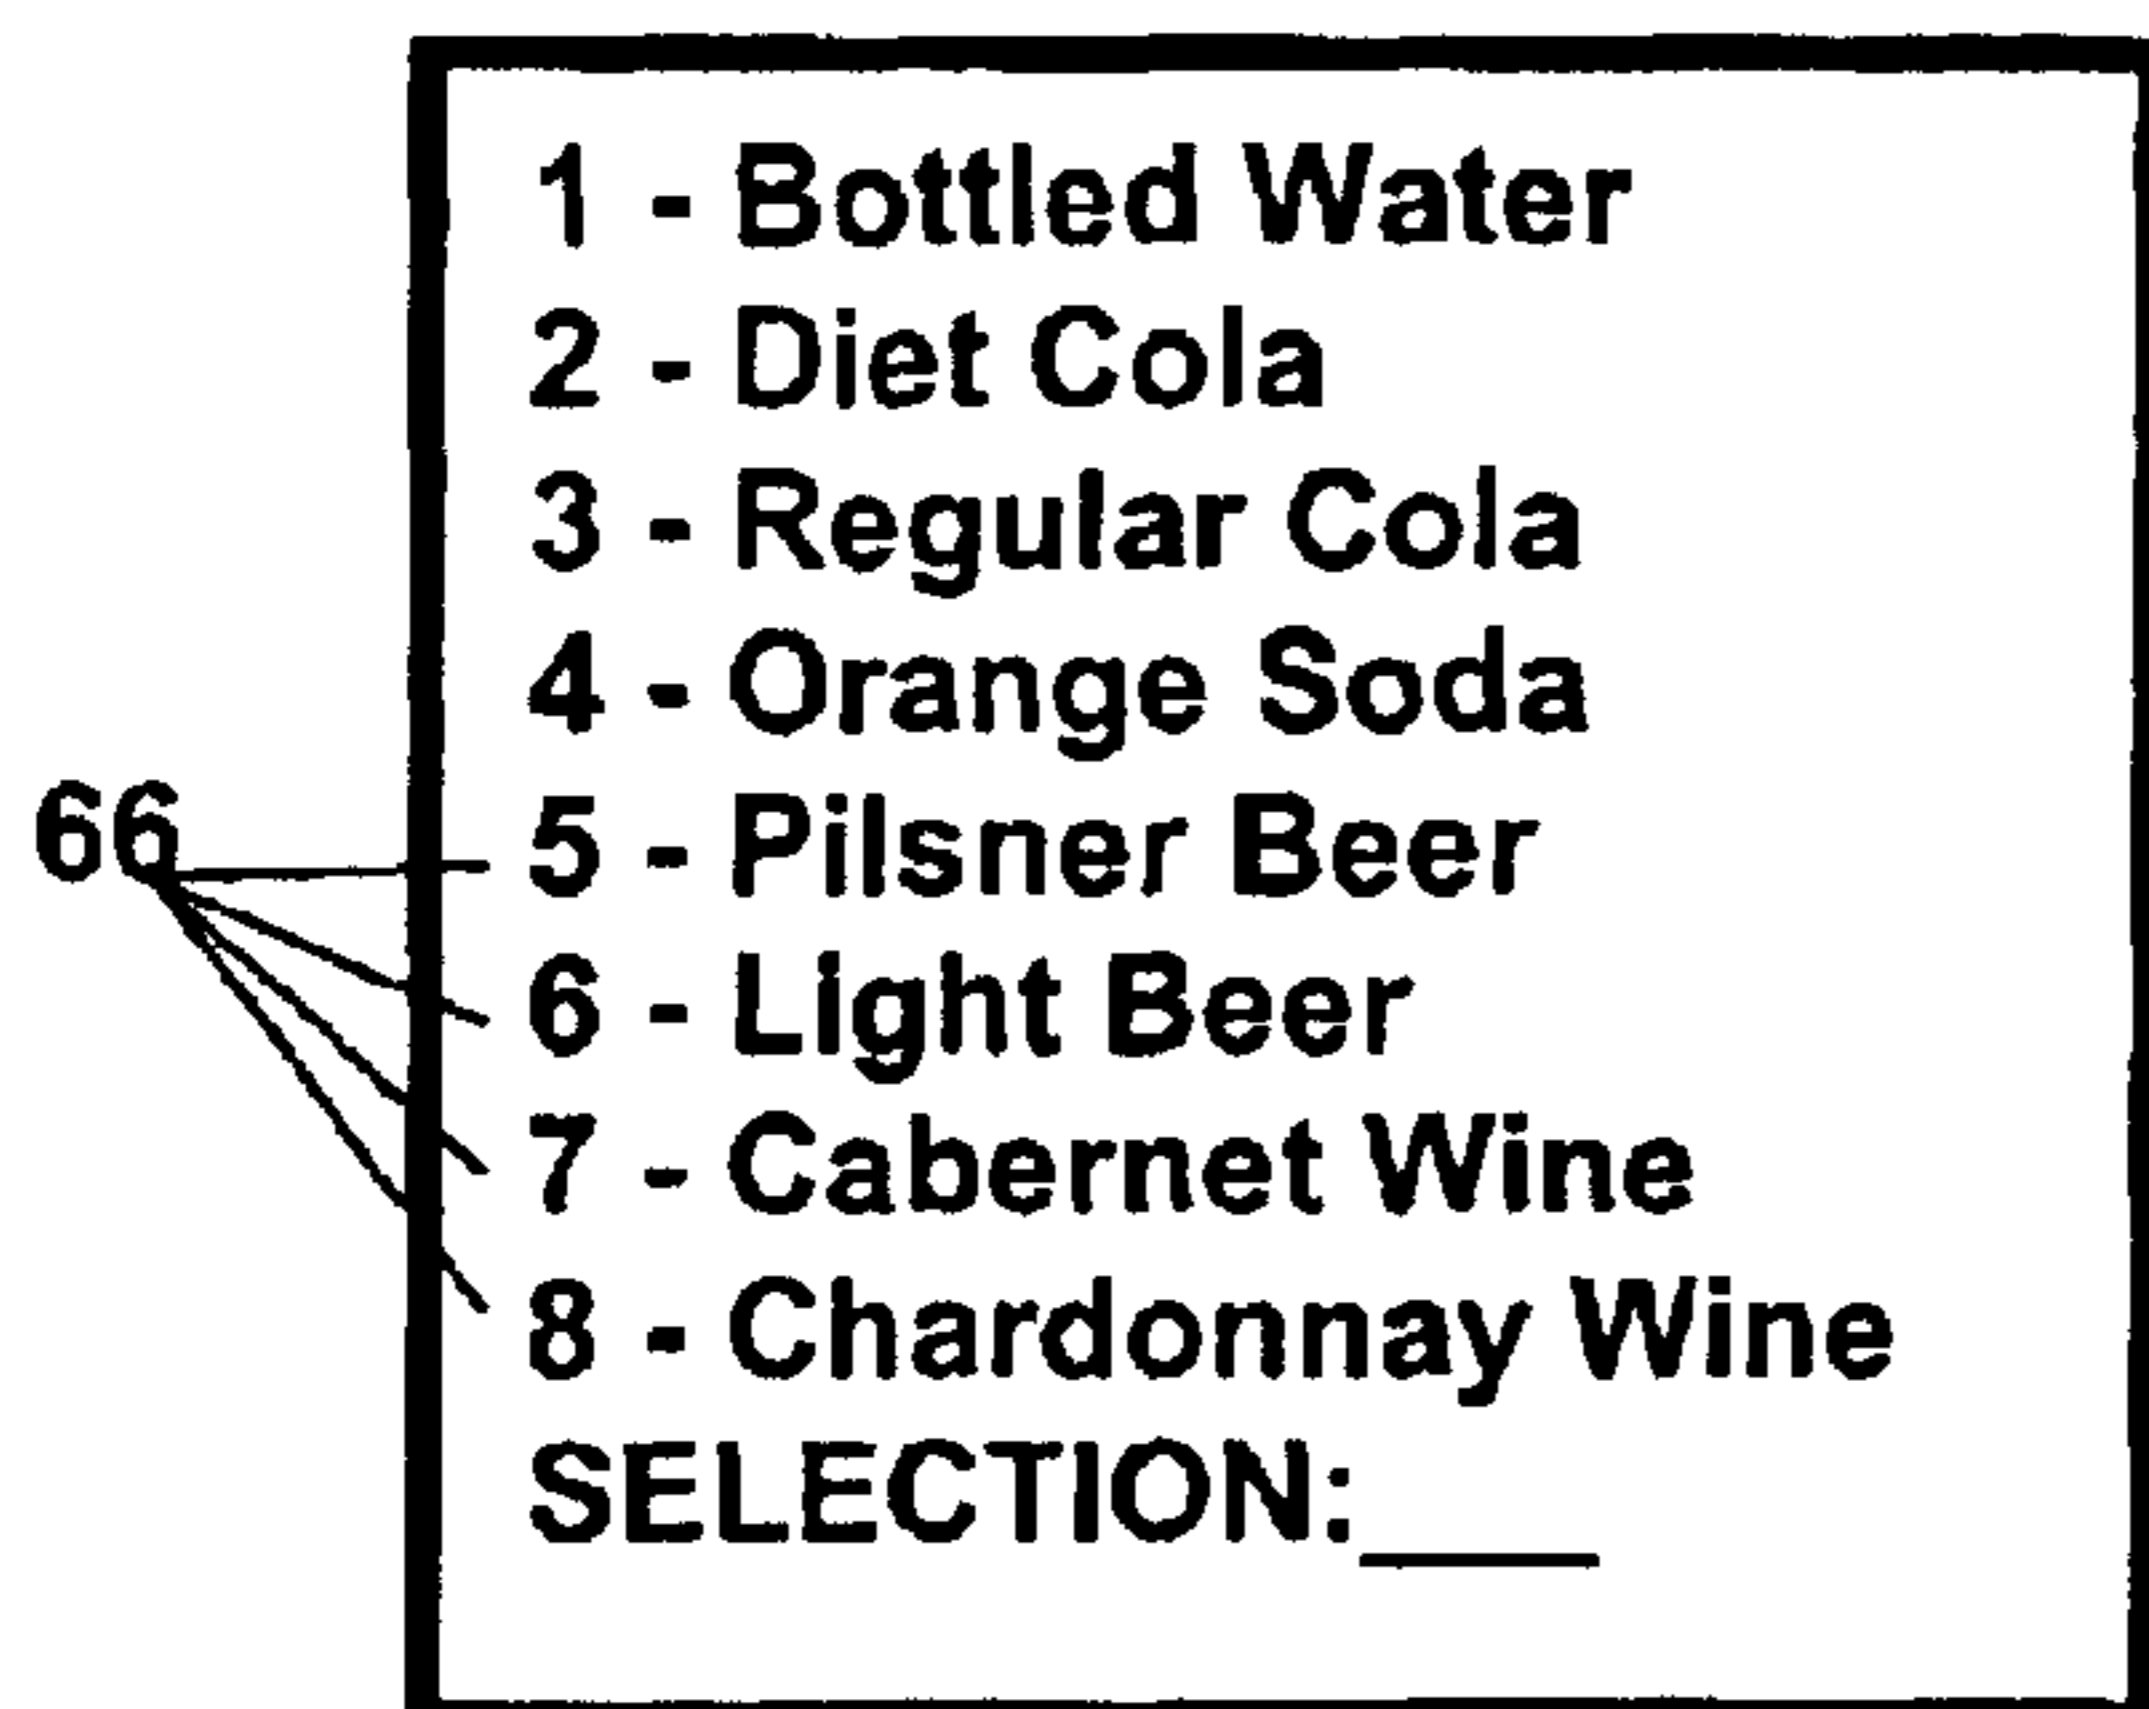 1 - Bottled Water
2 - Diet Cola
3 - Regular Cola
4 - Orange Soda
66
5 - Pilsner Beer
6 - Light Beer
7 - Cabernet Wine
8 - Chardonnay Wine
SELECTION:____